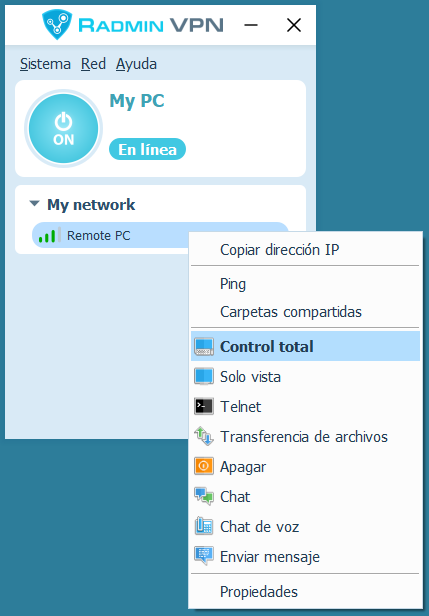 RADMIN VPN
Sistema Red Ayuda
My PC
ON
En línea
My network
Remote PC
Copiar dirección IP
Ping
Carpetas compartidas
Control total
Solo vista
Telnet
Transferencia de archivos
Apagar
Chat
Chat de voz
Enviar mensaje
Propiedades